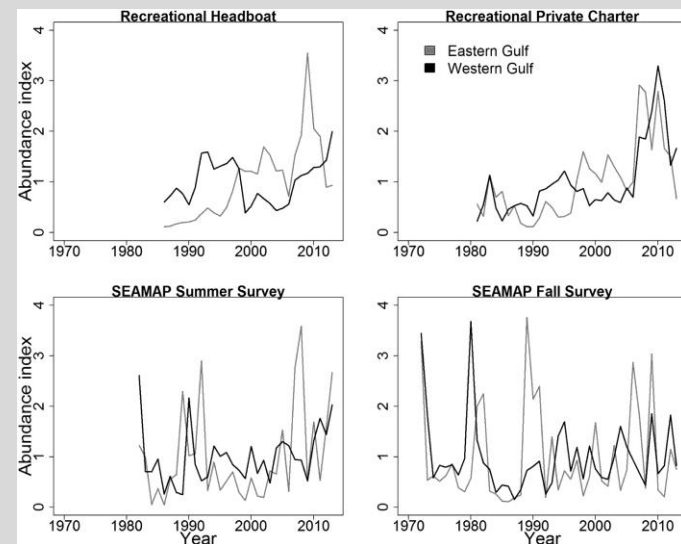 Recreational Headboat
Recreational Private Charter
Abundance index
4
3
2
1
0
1970 1980 1990 2000 2010
4
3
2
1
0
Eastern Gulf
Western Gulf
1970 1980 1990 2000 2010
SEAMAP Summer Survey
SEAMAP Fall Survey
Abundance index
4
3
2
1
0
1970 1980 1990 2000 2010
Year
4
3
2
1
0
1970 1980 1990 2000 2010
Year